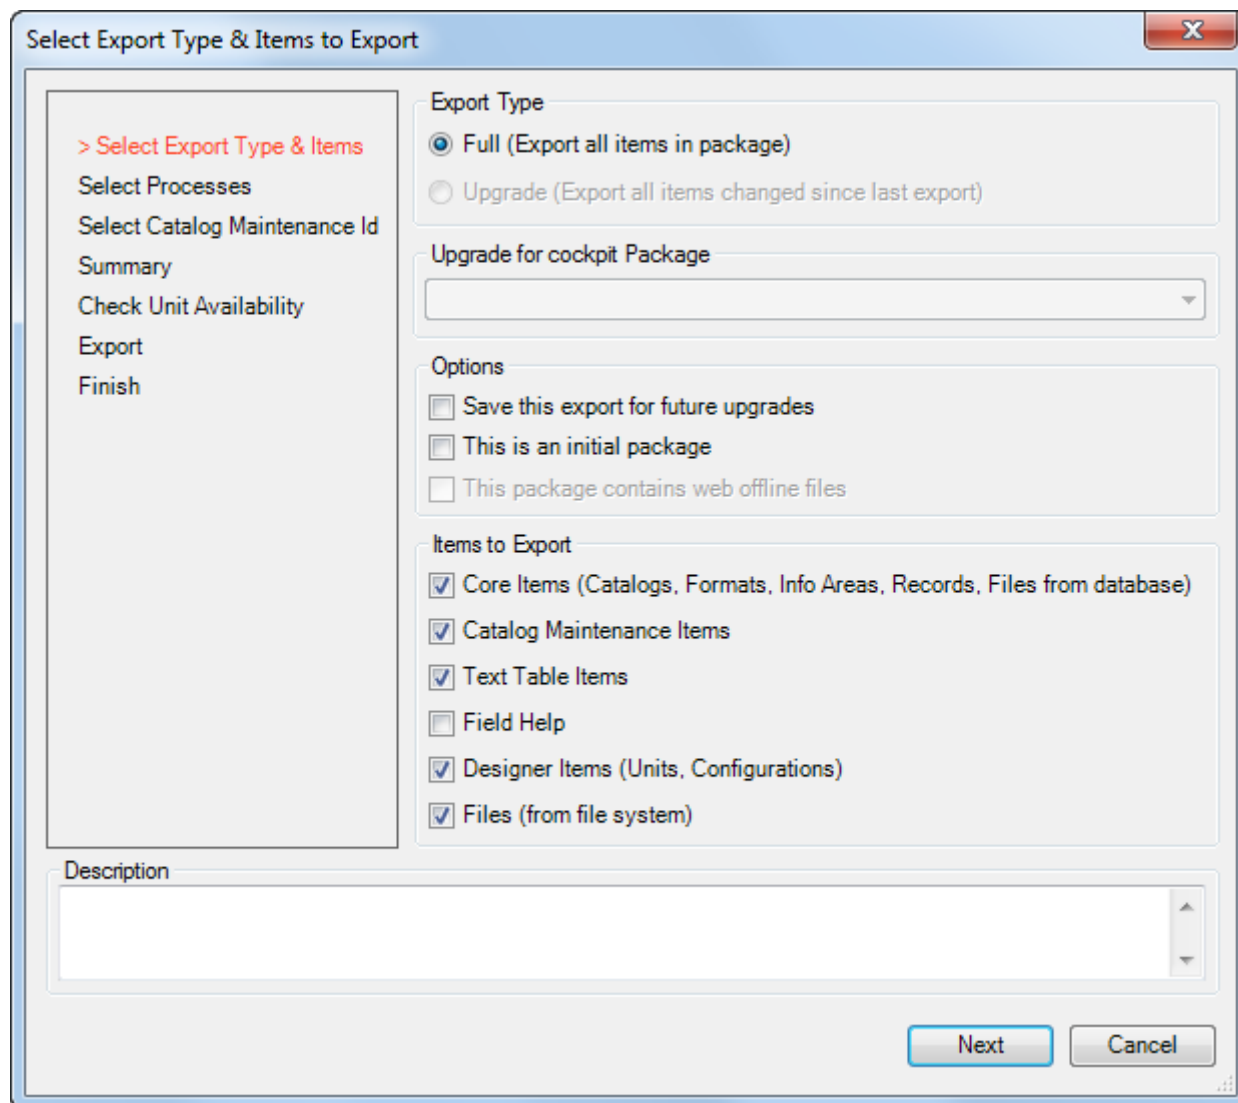 Select Export Type & Items to Export
> Select Export Type & Items
Select Processes
Select Catalog Maintenance Id
Summary
Check Unit Availability
Export
Finish
Export Type
Full (Export all items in package)
Upgrade (Export all items changed since last export)
Upgrade for cockpit Package
Options
Save this export for future upgrades
This is an initial package
This package contains web offline files
Items to Export
Core Items (Catalogs, Formats, Info Areas, Records, Files from database)
Catalog Maintenance Items
Text Table Items
Field Help
Designer Items (Units, Configurations)
Files (from file system)
Description
Next
Cancel